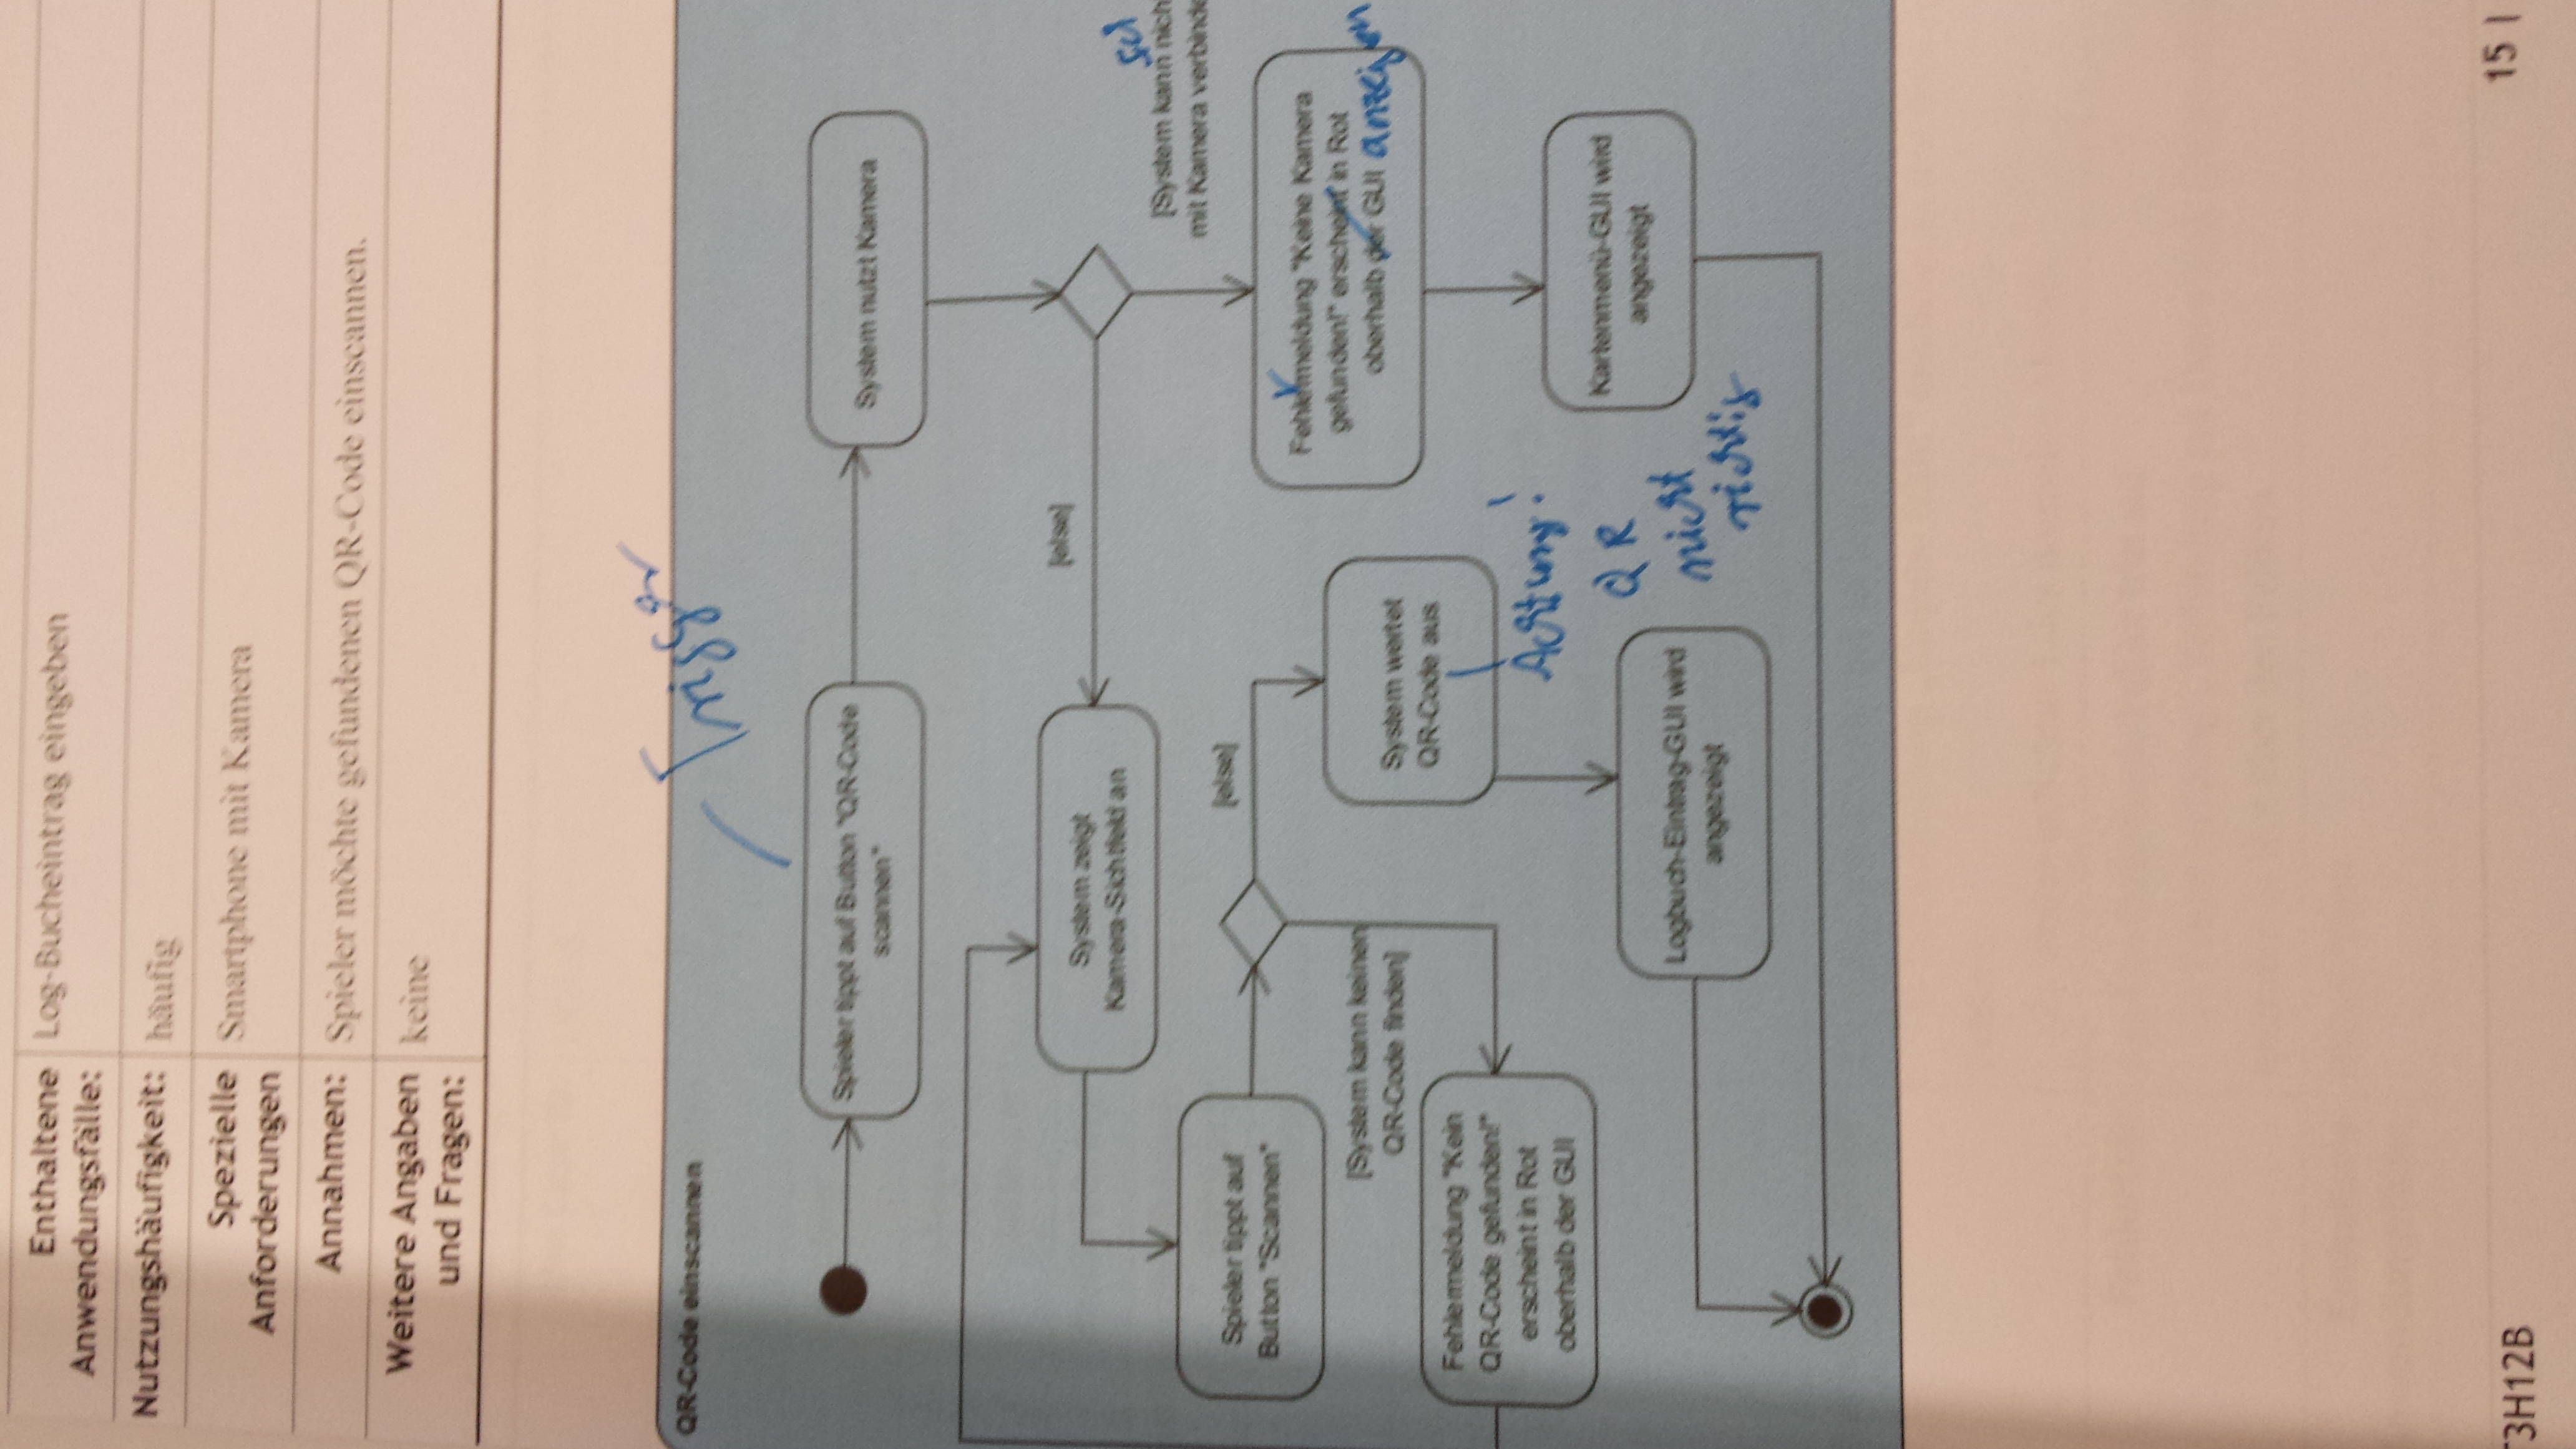 Enthaltene
Anwendungsfälle:
Log-Bucheintrag eingeben
Nutzungshäufigkeit:
häufig
Spezielle
Anforderungen
Smartphone mit Kamera
Annahmen:
Spieler möchte gefundenen QR-Code einscannen.
Weitere Angaben
und Fragen:
keine
Trigger
QR-Code einscannen
Spieler tippt auf Button "QR-Code
scannen"
System nutzt Kamera
[else]
System zeigt
Kamera-Sichtfeld an
[System kann nich
mit Kamera verbinde
Spieler tippt auf
Button "Scannen"
[else]
[System kann keinen
QR-Code finden]
Fehlermeldung "Keine Kamera
gefunden!" erscheint in Rot
oberhalb der GUI anzeigen
System wertet
QR-Code aus
Fehlermeldung "Kein
QR-Code gefunden!"
erscheint in Rot
oberhalb der GUI
Achtung!
QR
nicht
richtig
Kartenmenü-GUI wird
angezeigt
Logbuch-Eintrag-GUI wird
angezeigt
T3H12B
15 |